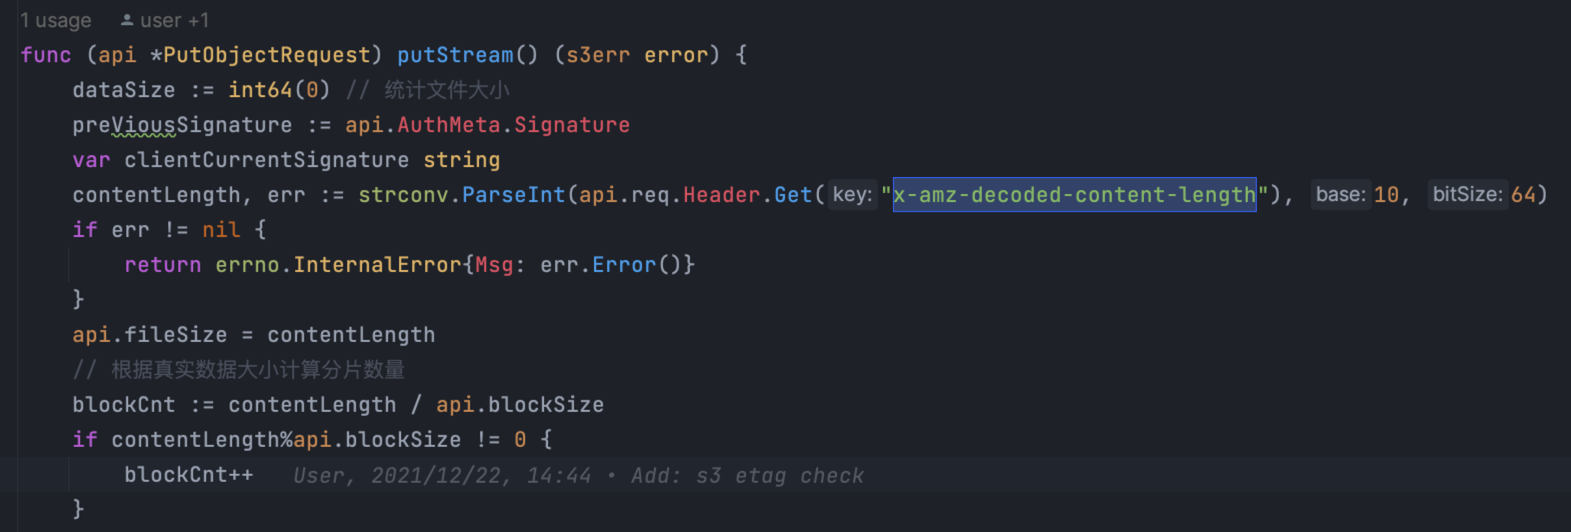 1 usage user +1
func (api *PutObjectRequest) putStream() (s3err error) {
dataSize := int64(0) // 统计文件大小
preViousSignature := api.AuthMeta.Signature
var clientCurrentSignature string
contentLength, err := strconv.ParseInt(api.req.Header.Get( key: "x-amz-decoded-content-length"), base: 10, bitSize: 64)
if err != nil {
return errno.InternalError{Msg: err.Error()}
}
api.fileSize = contentLength
// 根据真实数据大小计算分片数量
blockCnt := contentLength / api.blockSize
if contentLength%api.blockSize != 0 {
blockCnt++ User, 2021/12/22, 14:44 • Add: s3 etag check
}